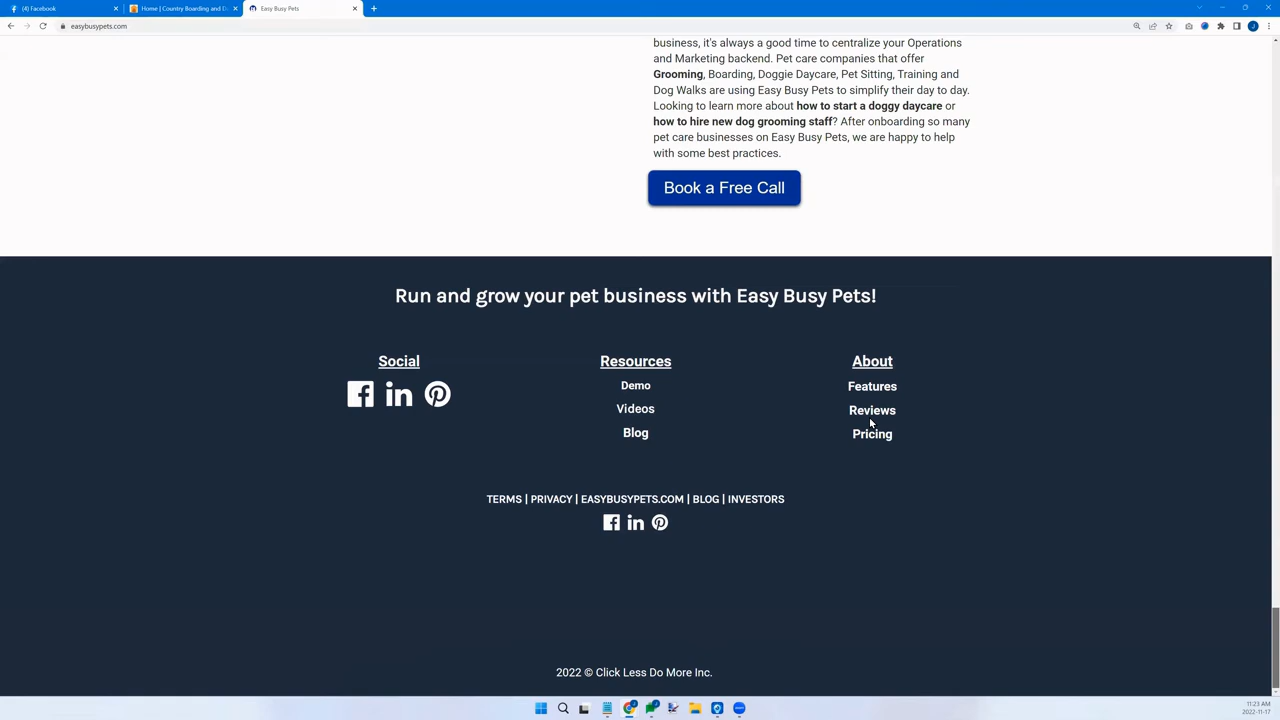 (4) Facebook
Home | Country Boarding and D
Easy Busy Pets
easybusypets.com
J
business, it's always a good time to centralize your Operations
and Marketing backend. Pet care companies that offer
Grooming, Boarding, Doggie Daycare, Pet Sitting, Training and
Dog Walks are using Easy Busy Pets to simplify their day to day.
Looking to learn more about how to start a doggy daycare or
how to hire new dog grooming staff? After onboarding so many
pet care businesses on Easy Busy Pets, we are happy to help
with some best practices.
Book a Free Call
Run and grow your pet business with Easy Busy Pets!
Social
Resources
Demo
Videos
Blog
About
Features
Reviews
Pricing
TERMS | PRIVACY | EASYBUSYPETS.COM | BLOG | INVESTORS
2022 © Click Less Do More Inc.
11:23 AM
2022-11-17